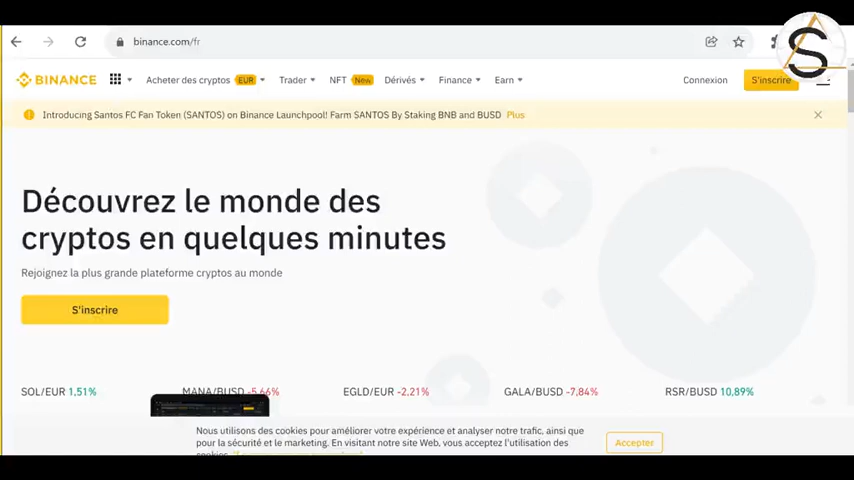 binance.com/fr
BINANCE Acheter des cryptos EUR Trader NFT New Dérivés Finance Earn Connexion S'inscrire
Introducing Santos FC Fan Token (SANTOS) on Binance Launchpool! Farm SANTOS By Staking BNB and BUSD Plus
S
Découvrez le monde des
cryptos en quelques minutes
Rejoignez la plus grande plateforme cryptos au monde
S'inscrire
SOL/EUR 1,51% MANA/BUSD -5,66% EGLD/EUR -2,21% GALA/BUSD -7,84% RSR/BUSD 10,89%
Nous utilisons des cookies pour améliorer votre expérience et analyser notre trafic, ainsi que
pour la sécurité et le marketing. En visitant notre site Web, vous acceptez l'utilisation des
cookies.
Accepter